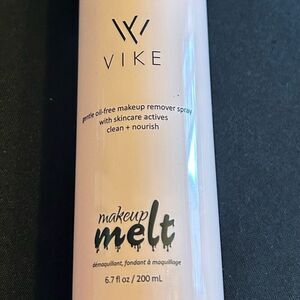 VIKE
gentle oil-free makeup remover spray
with skincare actives
clean + nourish
makeup
melt
démaquillant, fondant à maquillage
6.7 fl oz / 200 mL